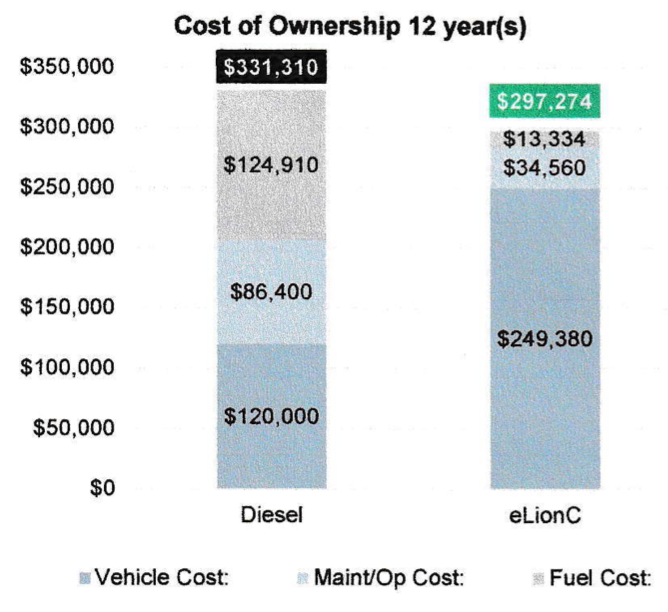 Cost of Ownership 12 year(s)
$350,000
$331,310
$297,274
$300,000
$13,334
$124,910
$34,560
$250,000
$200,000
$86,400
$150,000
$249,380
$100,000
$120,000
$50,000
$0
Diesel
eLionC
Vehicle Cost:
Maint/Op Cost:
Fuel Cost: